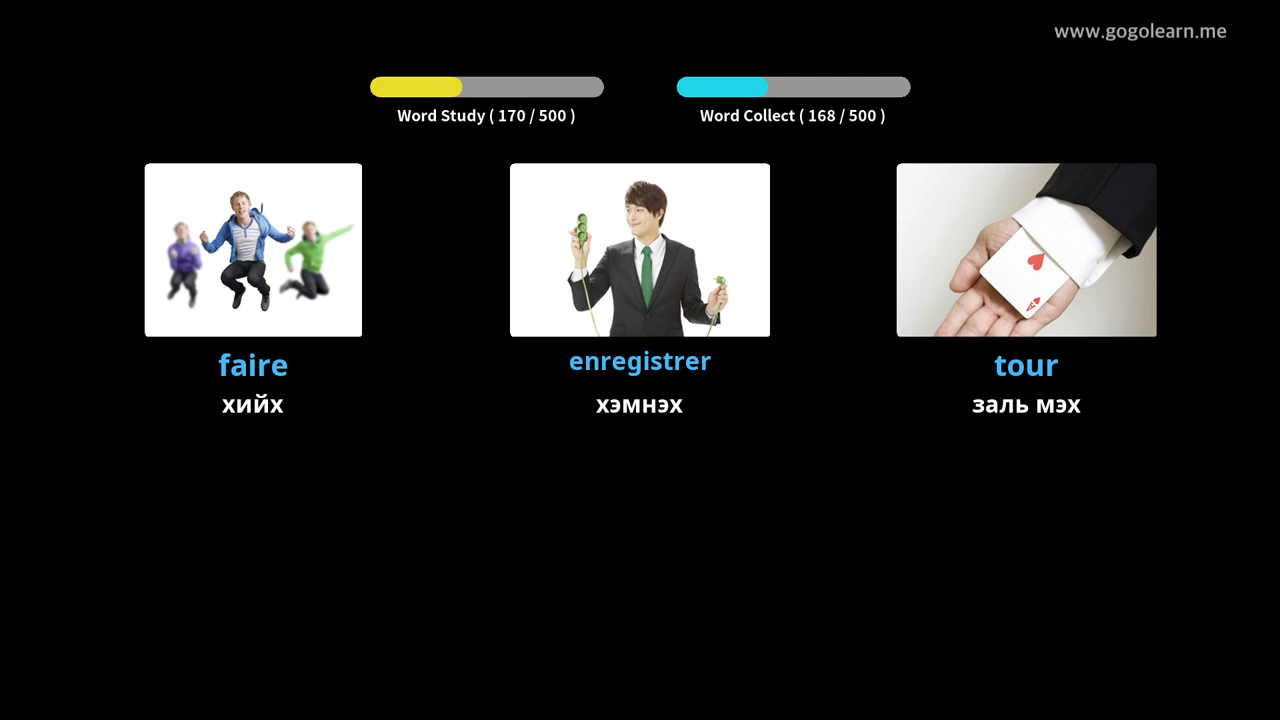 www.gogolearn.me
Word Study ( 170 / 500 )
Word Collect ( 168 / 500 )
faire
enregistrer
tour
хийх
хэмнэх
заль мэх